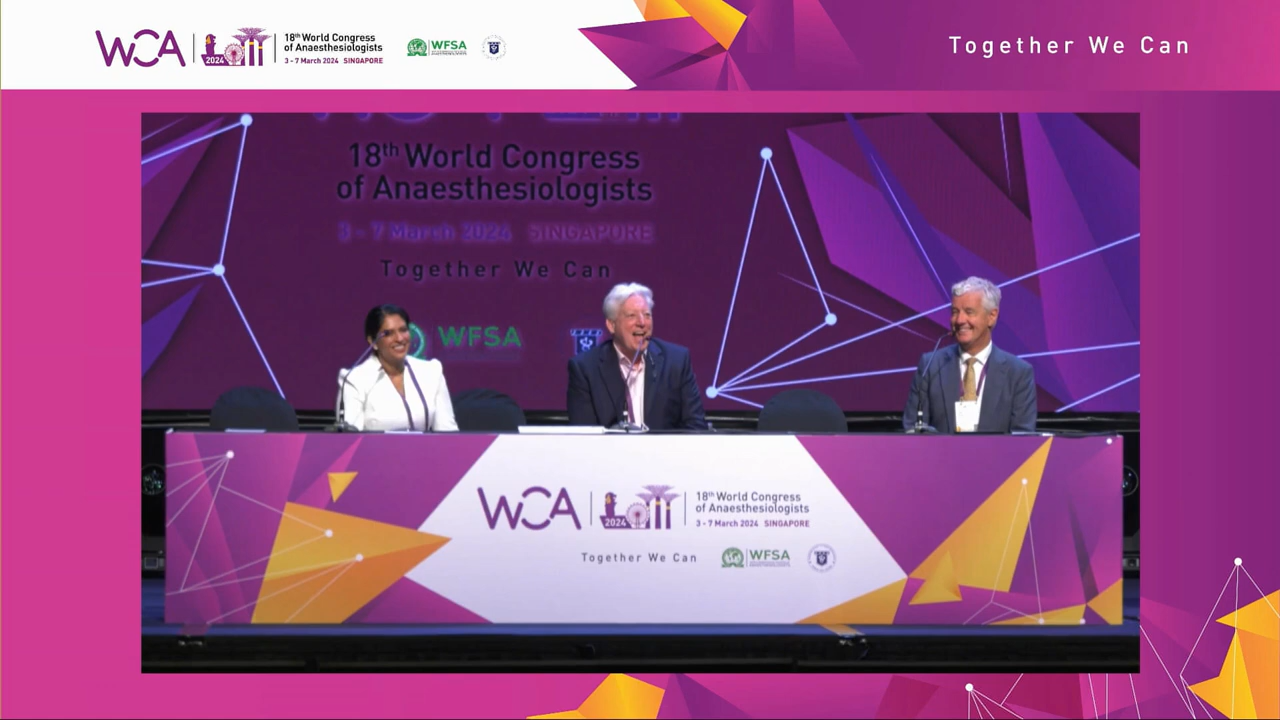 WCA
2024
18th World Congress
of Anaesthesiologists
3 - 7 March 2024 SINGAPORE
WFSA
Together We Can
18th World Congress
of Anaesthesiologists
3 - 7 March 2024 SINGAPORE
Together We Can
WFSA
WCA
2024
18th World Congress
of Anaesthesiologists
3 - 7 March 2024 SINGAPORE
Together We Can
WFSA